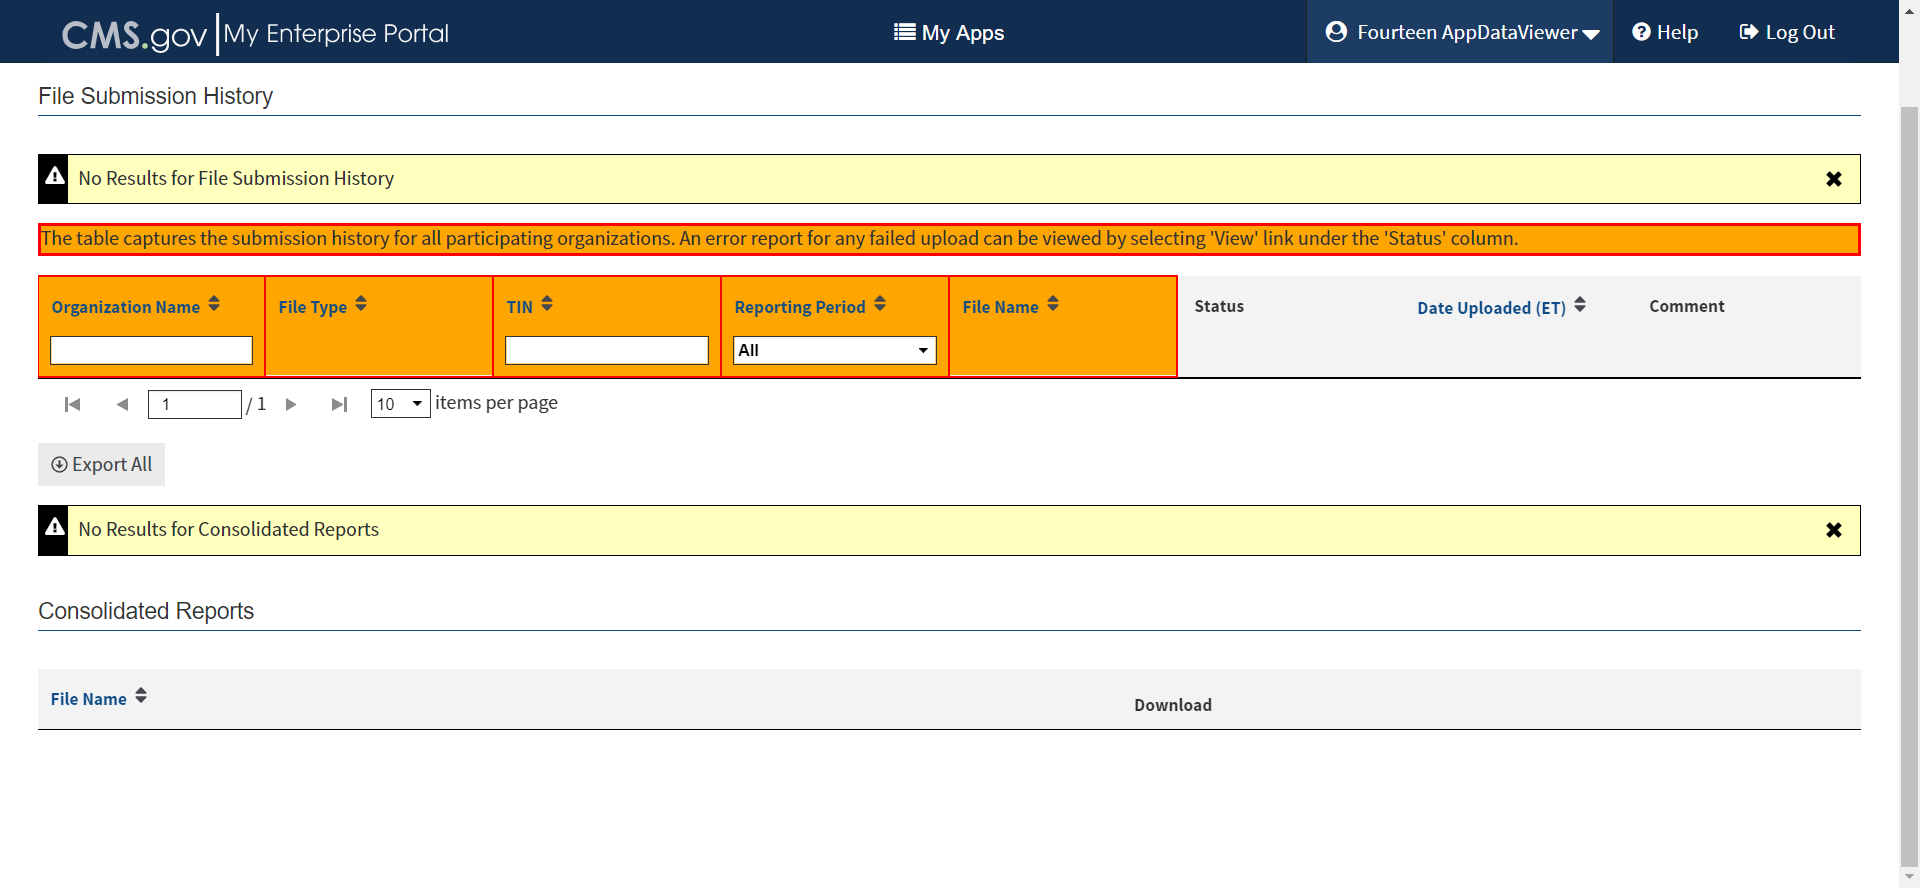 CMS.gov My Enterprise Portal
My Apps
Fourteen AppDataViewer
Help
Log Out
File Submission History
No Results for File Submission History
The table captures the submission history for all participating organizations. An error report for any failed upload can be viewed by selecting 'View' link under the 'Status' column.
Organization Name
File Type
TIN
Reporting Period
File Name
Status
Date Uploaded (ET)
Comment
All
1 / 1
10
items per page
Export All
No Results for Consolidated Reports
Consolidated Reports
File Name
Download